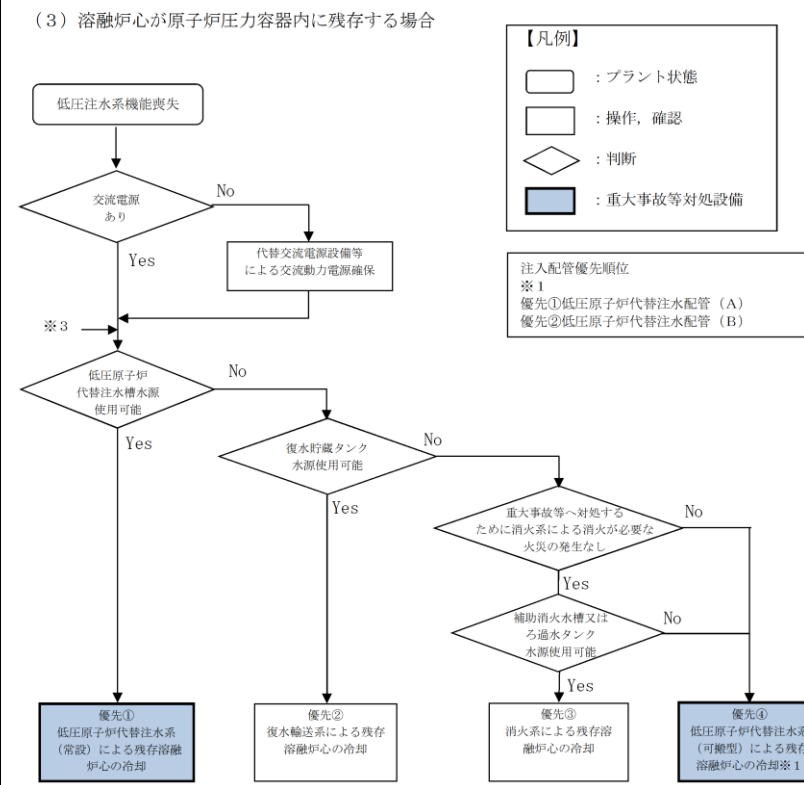 (3)溶融炉心が原子炉圧力容器内に残存する場合
【凡例】
:プラント状態
:操作,確認
:判断
:重大事故等対処設備
注入配管優先順位
※1
優先①低圧原子炉代替注水配管(A)
優先②低圧原子炉代替注水配管(B)
低圧注水系機能喪失
交流電源
あり
No
Yes
代替交流電源設備等
による交流動力電源確保
※3
低圧原子炉
代替注水槽水源
使用可能
No
Yes
復水貯蔵タンク
水源使用可能
No
Yes
重大事故等へ対処する
ために消火系による消火が必要な
火災の発生なし
No
Yes
補助消火水槽又は
ろ過水タンク
水源使用可能
No
Yes
優先①
低圧原子炉代替注水系
(常設)による残存溶融
炉心の冷却
優先②
復水輸送系による残存
溶融炉心の冷却
優先③
消火系による残存溶
融炉心の冷却
優先④
低圧原子炉代替注水系
(可搬型)による残存
溶融炉心の冷却※1